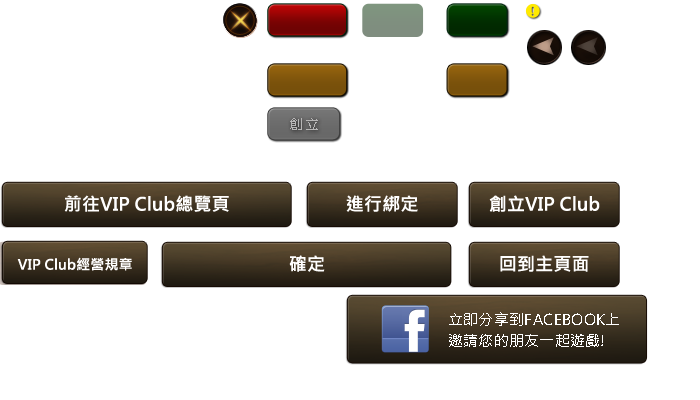 !
創立
前往VIP Club總覽頁
進行綁定
創立VIP Club
VIP Club經營規章
確定
回到主頁面
立即分享到FACEBOOK上
邀請您的朋友一起遊戲!